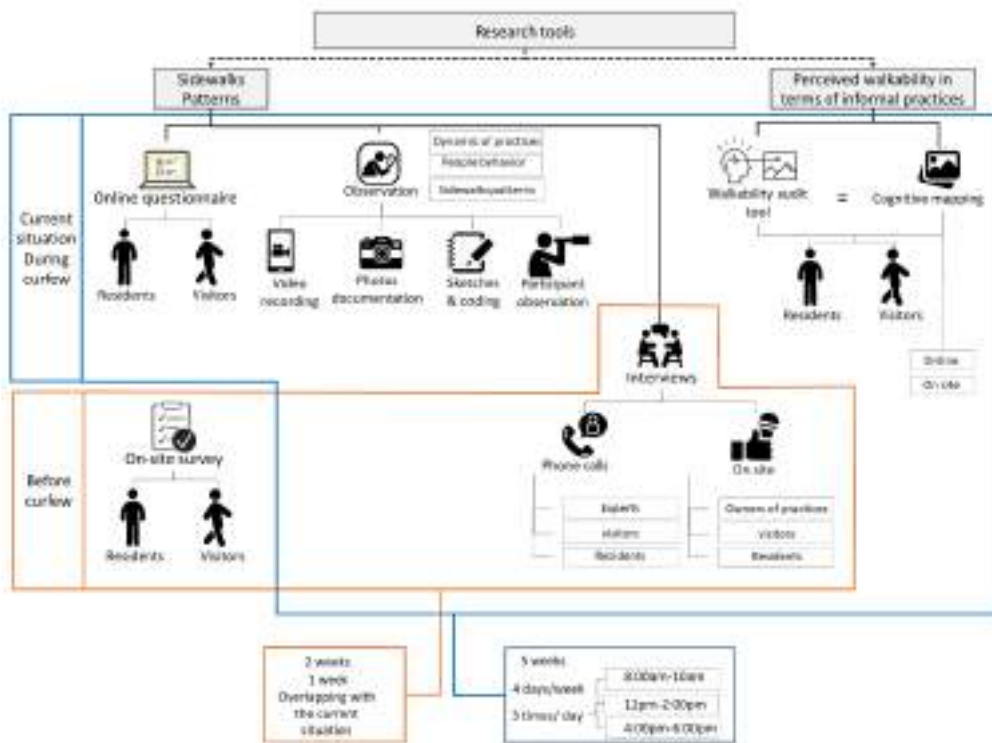 Research tools
Sidewalks
Patterns
Perceived walkability in
terms of informal practices
Current
situation
During
curfew
Online questionnaire
Residents
Visitors
Observation
Dynamis of practices
People behavior
Sidewalks patterns
Video
recording
Photos
documentation
Sketches
& coding
Participant
observation
Walkability audit
tool
=
Cognitive mapping
Residents
Visitors
Online
On site
Interviews
Before
curfew
On-site survey
Residents
Visitors
Phone calls
Experts
visitors
Residents
On site
Owners of practices
visitors
Residents
2 weeks
1 week
Overlapping with
the current
situation
5 weeks
4 days/week
3 times/ day
8:00am-10am
12pm-2:00pm
4:00pm-6:00pm